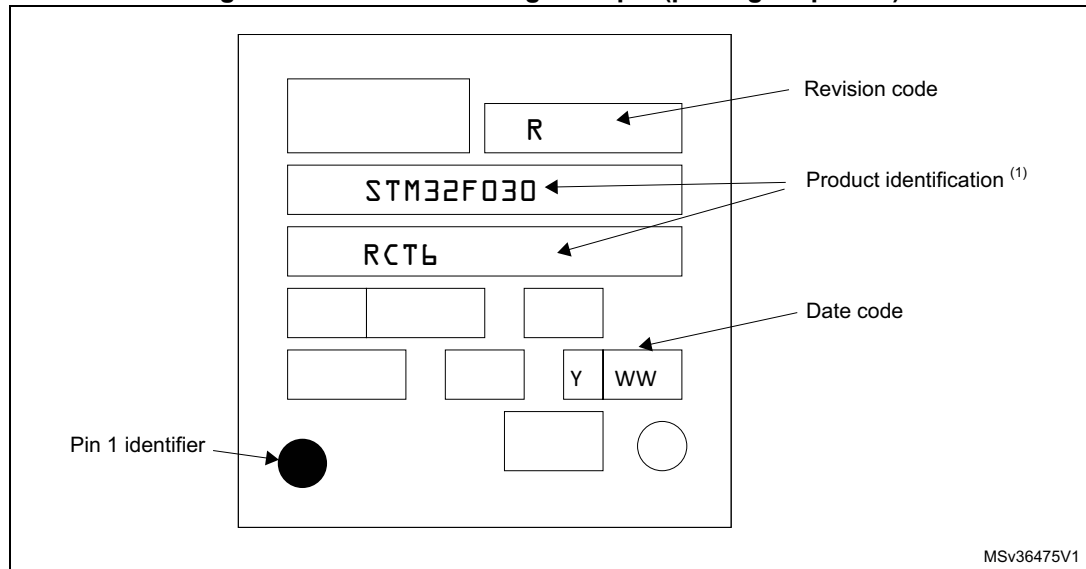 Revision code
R
STM32F030
Product identification (1)
RCT6
Date code
Y WW
Pin 1 identifier
MSv36475V1